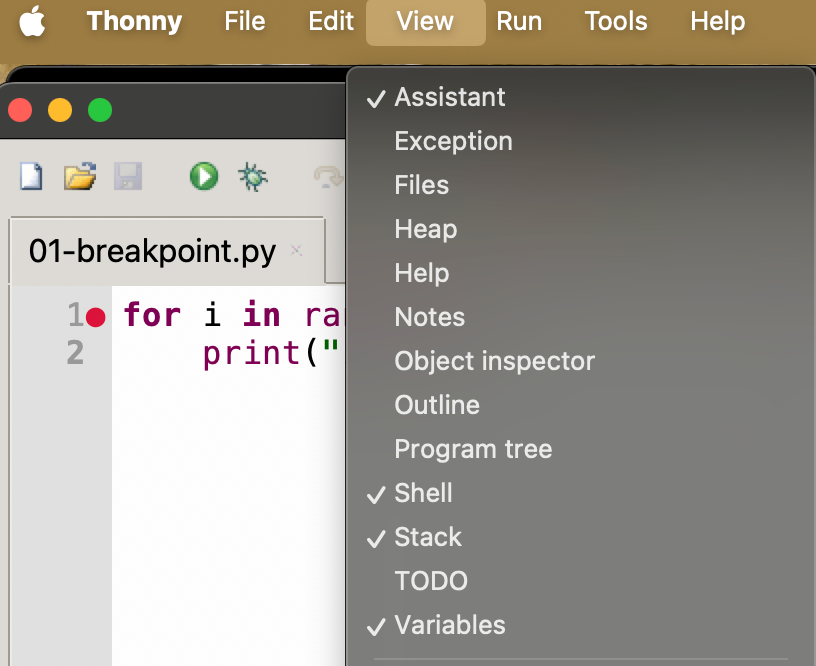 Thonny File Edit View Run Tools Help
Assistant
Exception
Files
Heap
Help
Notes
Object inspector
Outline
Program tree
Shell
Stack
TODO
Variables
01-breakpoint.py
1 for i in ra
2 print("